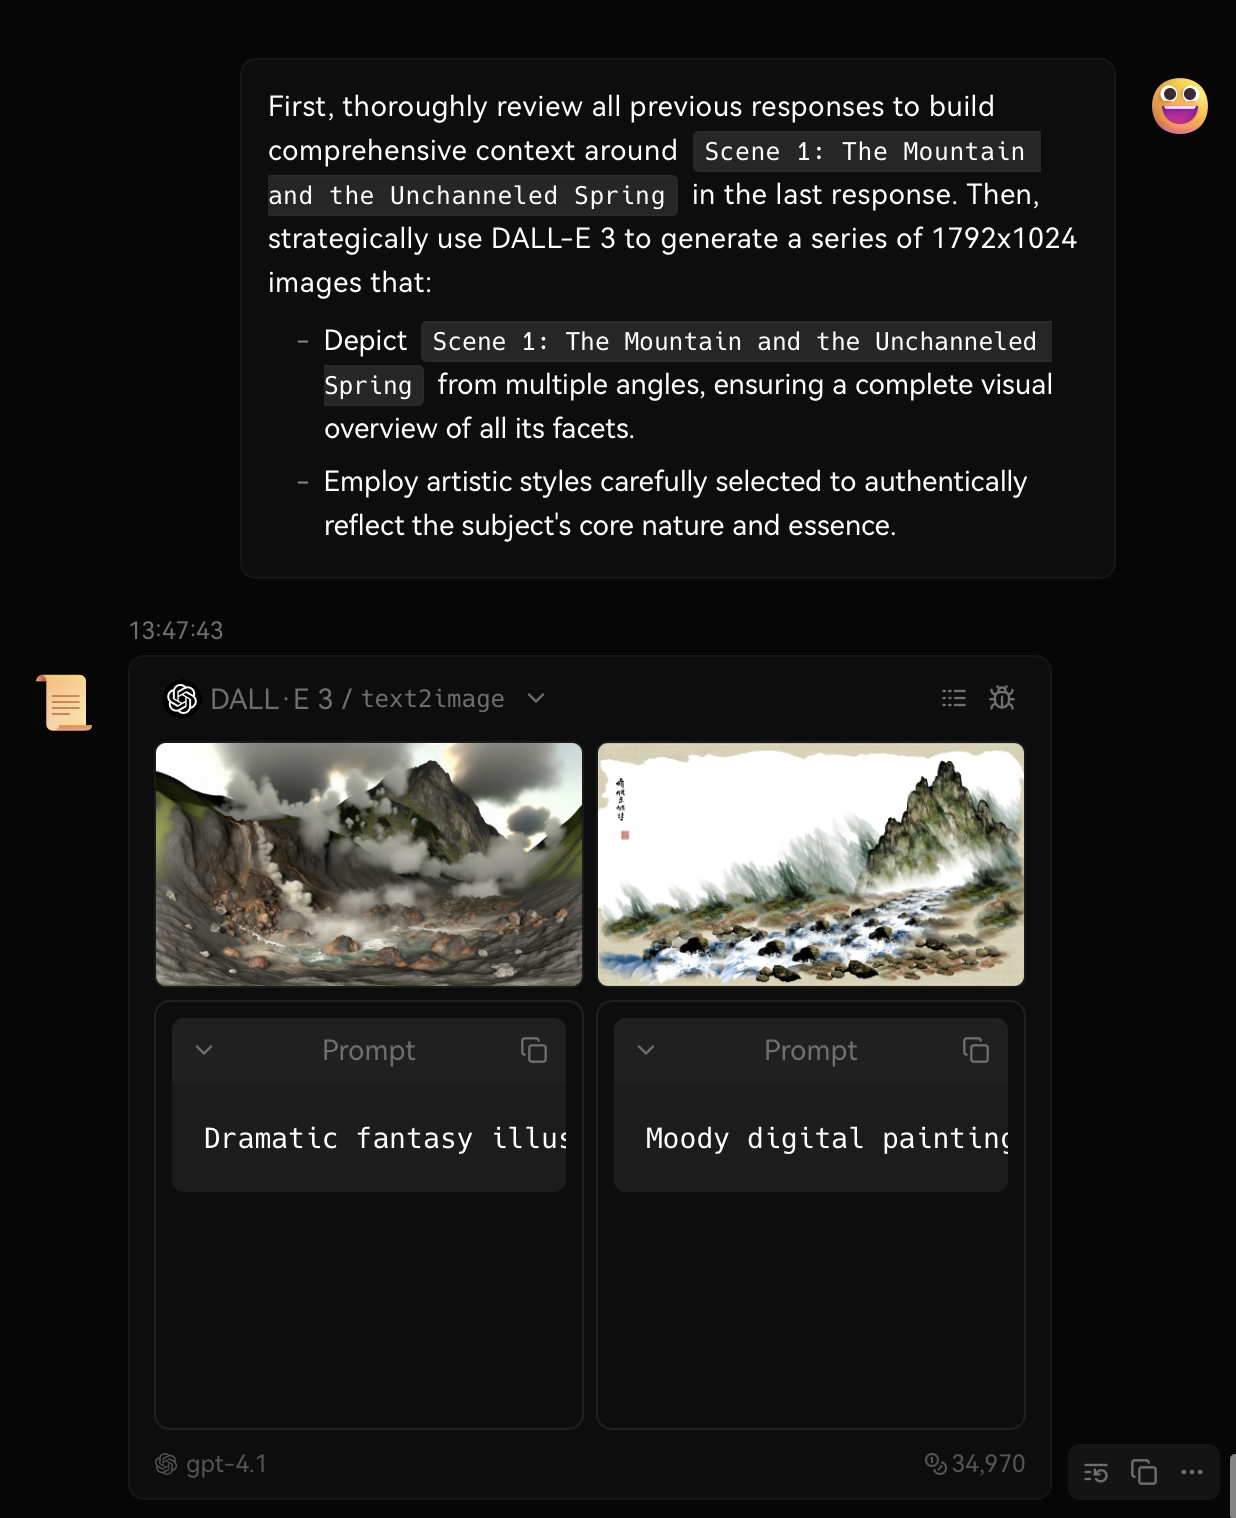 First, thoroughly review all previous responses to build
comprehensive context around Scene 1: The Mountain
and the Unchanneled Spring in the last response. Then,
strategically use DALL-E 3 to generate a series of 1792x1024
images that:
- Depict Scene 1: The Mountain and the Unchanneled
Spring from multiple angles, ensuring a complete visual
overview of all its facets.
- Employ artistic styles carefully selected to authentically
reflect the subject's core nature and essence.
13:47:43
DALL·E 3 / text2image
Prompt
Dramatic fantasy illus
Prompt
Moody digital painting
gpt-4.1
34,970